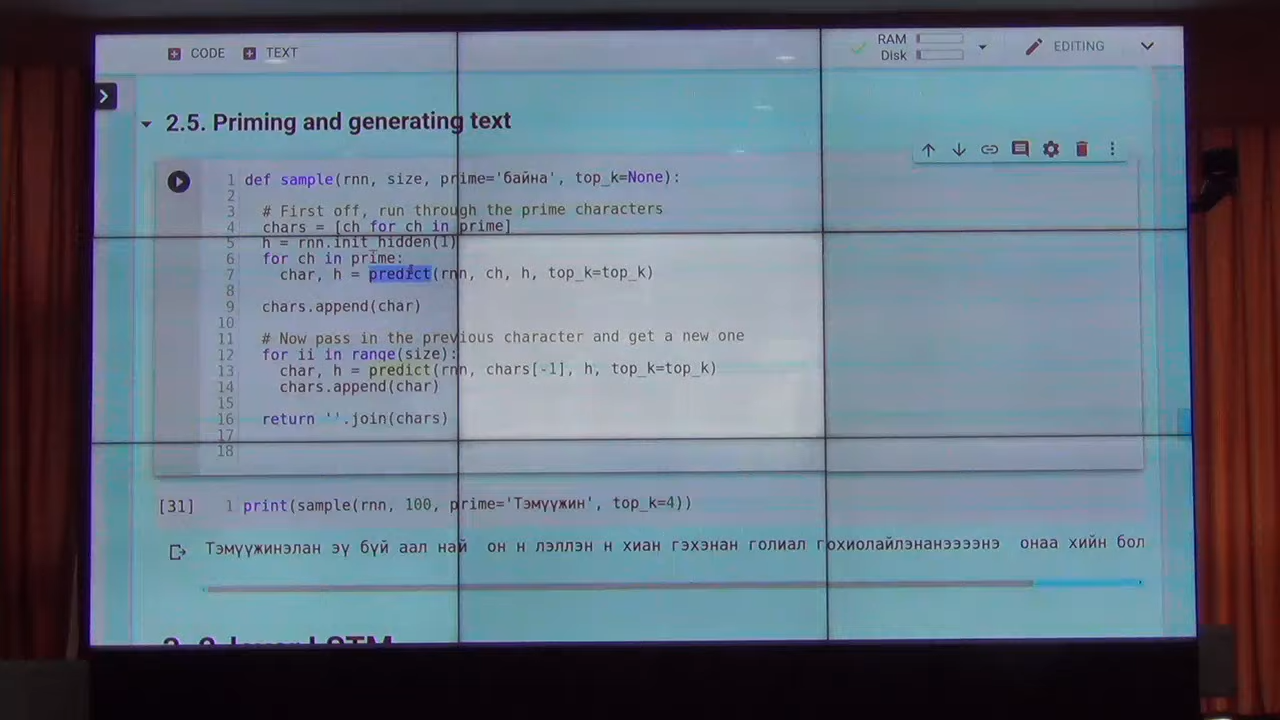 CODE TEXT RAM Disk EDITING
2.5. Priming and generating text
1 def sample(rnn, size, prime='байна', top_k=None):
2
3 # First off, run through the prime characters
4 chars = [ch for ch in prime]
5 h = rnn.init_hidden(1)
6 for ch in prime:
7 char, h = predict(rnn, ch, h, top_k=top_k)
8
9 chars.append(char)
10
11 # Now pass in the previous character and get a new one
12 for ii in range(size):
13 char, h = predict(rnn, chars[-1], h, top_k=top_k)
14 chars.append(char)
15
16 return ''.join(chars)
17
18
[31] 1 print(sample(rnn, 100, prime='Тэмүүжин', top_k=4))
Тэмүүжинэлан эү бүй аал най он н лэллэн н хиан гэхэнан голиал гохиолайлэнанээээнэ онаа хийн бол